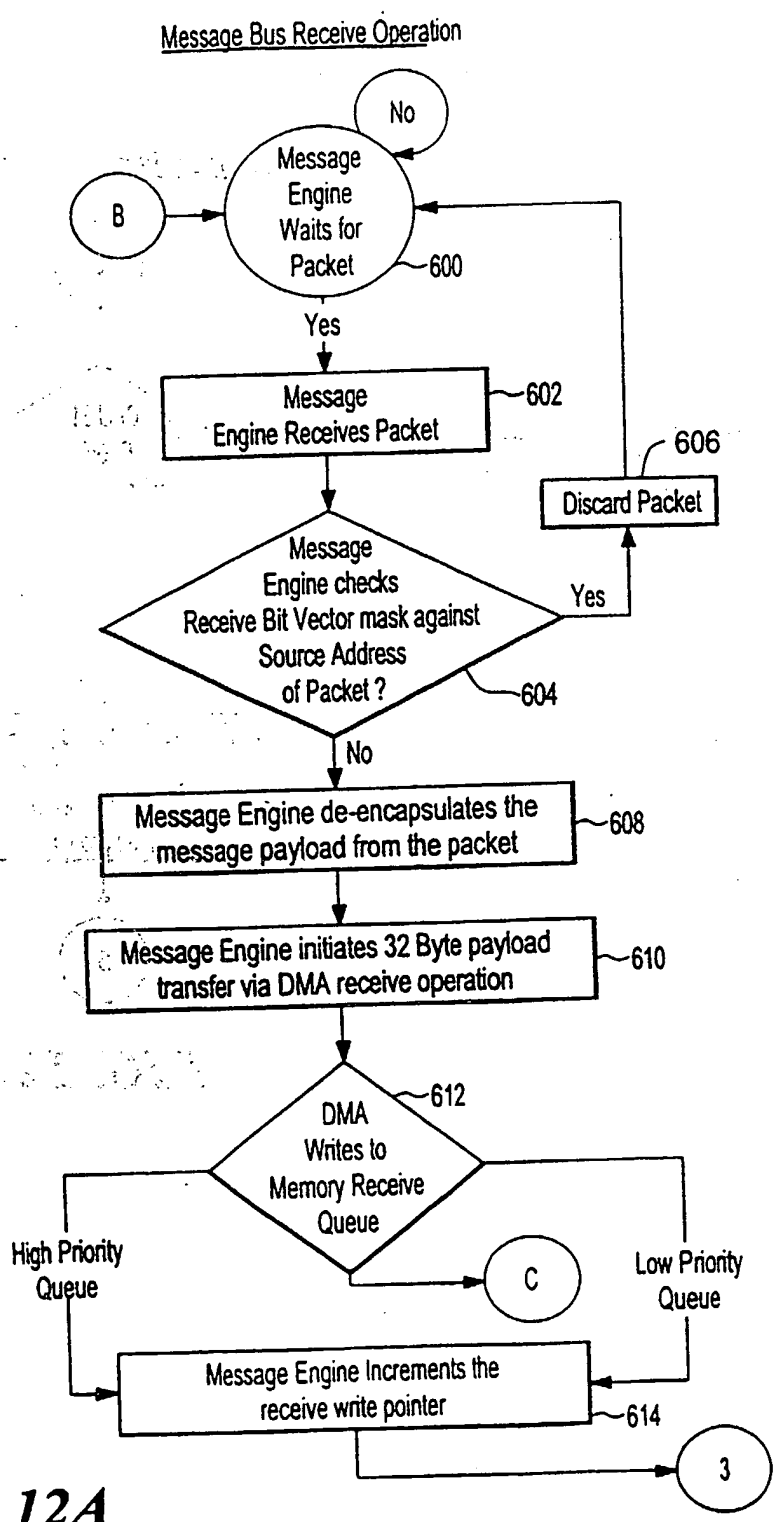 Message Bus Receive Operation
No
Message
Engine
Waits for
Packet
B
600
Yes
Message
Engine Receives Packet
602
606
Discard Packet
Message
Engine checks
Receive Bit Vector mask against
Source Address
of Packet ?
Yes
604
No
Message Engine de-encapsulates the
message payload from the packet
608
Message Engine initiates 32 Byte payload
transfer via DMA receive operation
610
612
DMA
Writes to
Memory Receive
Queue
High Priority
Queue
C
Low Priority
Queue
Message Engine Increments the
receive write pointer
614
3
12A